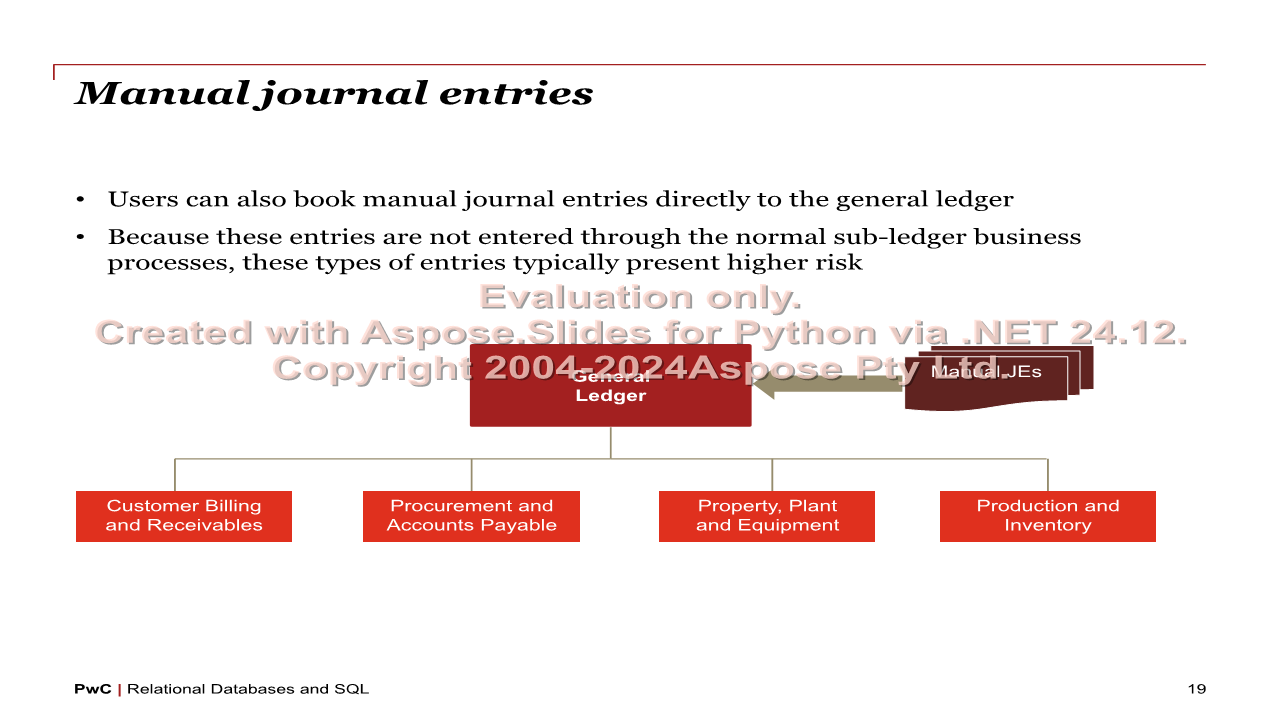 Manual journal entries
• Users can also book manual journal entries directly to the general ledger
• Because these entries are not entered through the normal sub-ledger business
processes, these types of entries typically present higher risk
Evaluation only.
Created with Aspose.Slides for Python via .NET 24.12.
Copyright 2004-2024Aspose Pty Ltd.
General
Ledger
Manual JEs
Customer Billing
and Receivables
Procurement and
Accounts Payable
Property, Plant
and Equipment
Production and
Inventory
PwC | Relational Databases and SQL
19